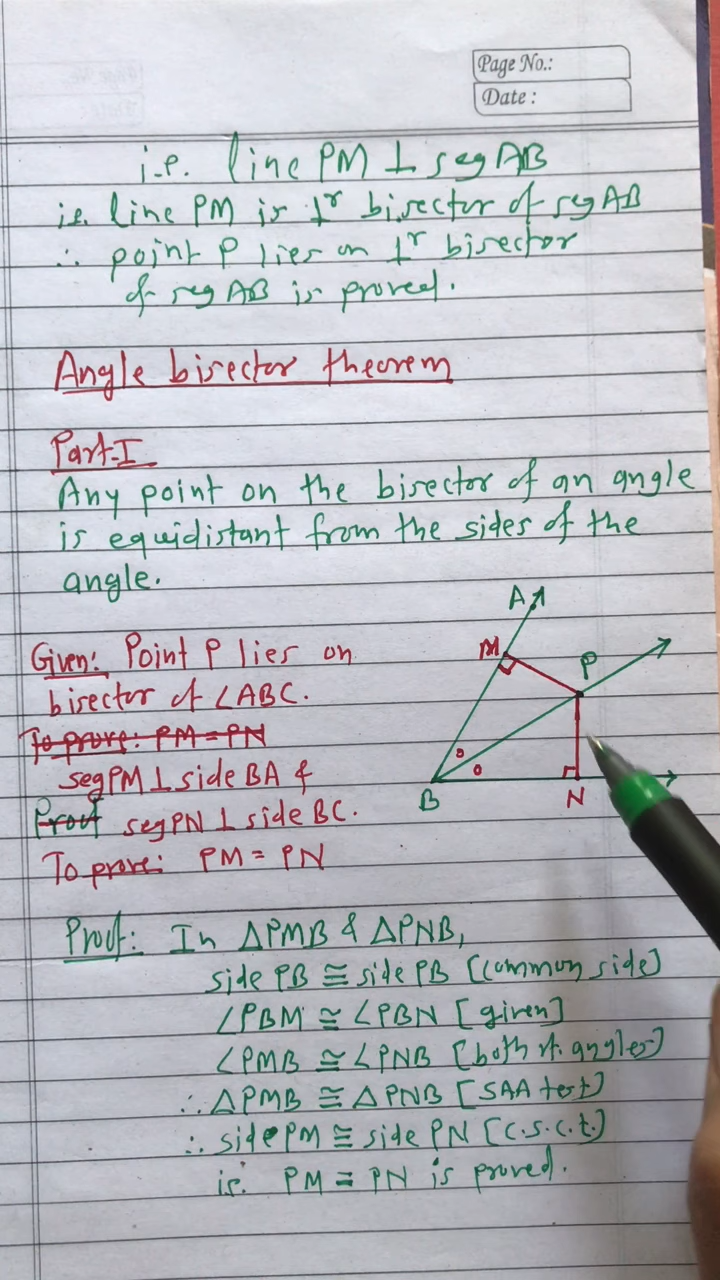 Page No.:
Date :
i.e. line PM ⊥ seg AB
i.e. line PM is ⊥r bisector of seg AB
∴ point P lies on ⊥r bisector
of seg AB is proved.
Angle bisector theorem
Part-I
Any point on the bisector of an angle
is equidistant from the sides of the
angle.
Given: Point P lies on
bisector of ∠ABC.
To prove: PM = PN
seg PM ⊥ side BA &
Proof seg PN ⊥ side BC.
To prove: PM = PN
A
M
P
B
N
Proof: In ΔPMB & ΔPNB,
side PB ≅ side PB [common side]
∠PBM ≅ ∠PBN [given]
∠PMB ≅ ∠PNB [both rt. angles]
∴ ΔPMB ≅ ΔPNB [SAA test]
∴ side PM ≅ side PN [C.S.C.t.]
ie. PM = PN is proved.